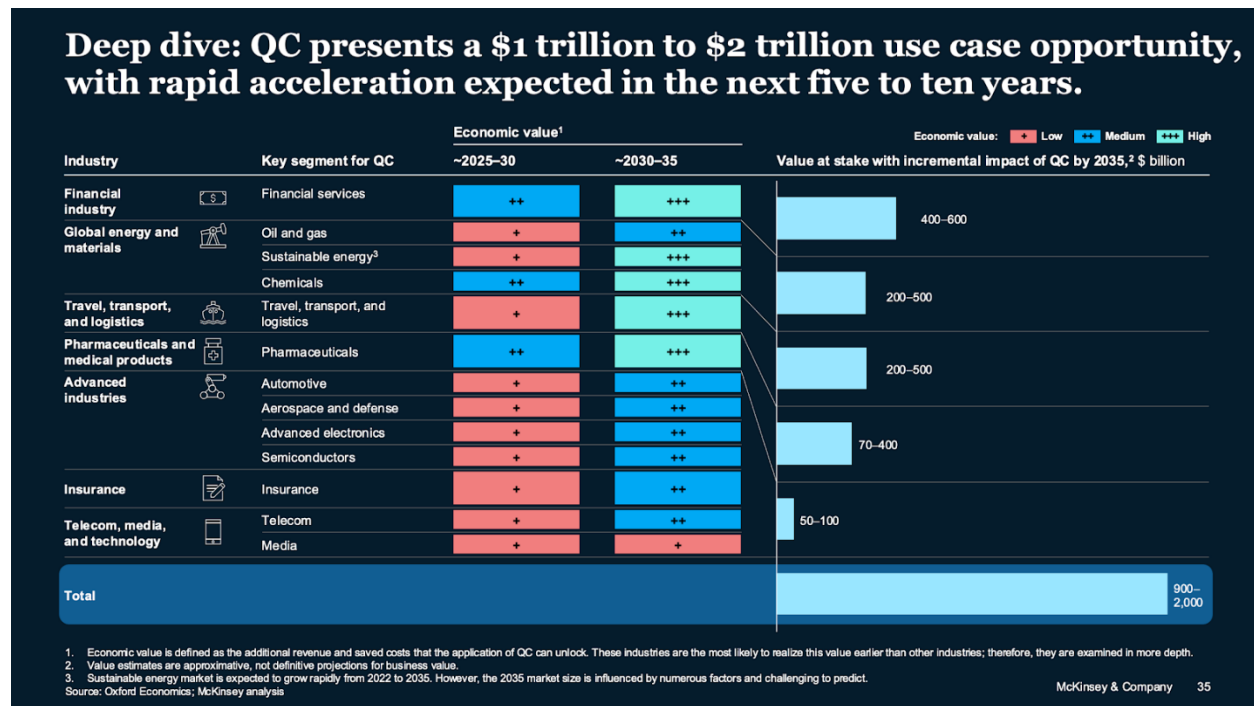 Deep dive: QC presents a $1 trillion to $2 trillion use case opportunity,
with rapid acceleration expected in the next five to ten years.
Economic value¹
Economic value: + Low ++ Medium +++ High
Industry Key segment for QC ~2025–30 ~2030–35 Value at stake with incremental impact of QC by 2035,² $ billion
Financial
industry
$
Financial services ++ +++
400–600
Global energy and
materials
Oil and gas + ++
Sustainable energy³ + +++
Chemicals ++ +++
200–500
Travel, transport,
and logistics
Travel, transport, and
logistics
+ +++
Pharmaceuticals and
medical products
Pharmaceuticals ++ +++
200–500
Advanced
industries
Automotive + ++
Aerospace and defense + ++
Advanced electronics + ++
Semiconductors + ++
70–400
Insurance Insurance + ++
Telecom, media,
and technology
Telecom + ++
Media + +
50–100
Total
900–
2,000
1. Economic value is defined as the additional revenue and saved costs that the application of QC can unlock. These industries are the most likely to realize this value earlier than other industries; therefore, they are examined in more depth.
2. Value estimates are approximative, not definitive projections for business value.
3. Sustainable energy market is expected to grow rapidly from 2022 to 2035. However, the 2035 market size is influenced by numerous factors and challenging to predict.
Source: Oxford Economics; McKinsey analysis
McKinsey & Company 35